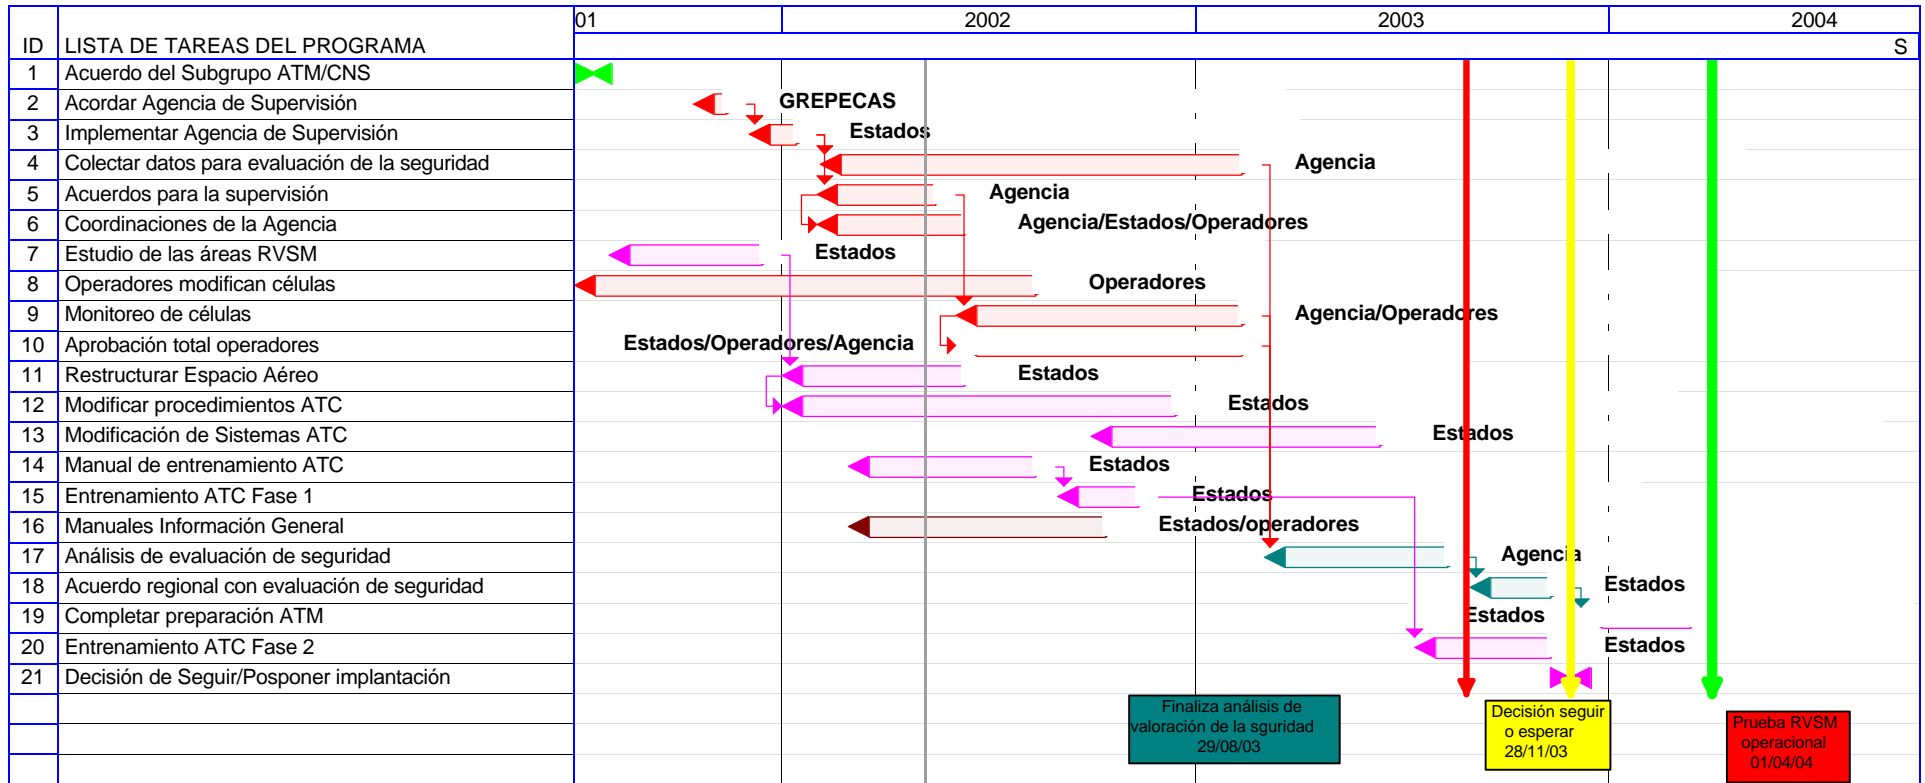 01 2002 2003 2004
ID LISTA DE TAREAS DEL PROGRAMA S
1 Acuerdo del Subgrupo ATM/CNS
2 Acordar Agencia de Supervisión GREPECAS
3 Implementar Agencia de Supervisión Estados
4 Colectar datos para evaluación de la seguridad Agencia
5 Acuerdos para la supervisión Agencia
6 Coordinaciones de la Agencia Agencia/Estados/Operadores
7 Estudio de las áreas RVSM Estados
8 Operadores modifican células Operadores
9 Monitoreo de células Agencia/Operadores
10 Aprobación total operadores Estados/Operadores/Agencia
11 Restructurar Espacio Aéreo Estados
12 Modificar procedimientos ATC Estados
13 Modificación de Sistemas ATC Estados
14 Manual de entrenamiento ATC Estados
15 Entrenamiento ATC Fase 1 Estados
16 Manuales Información General Estados/operadores
17 Análisis de evaluación de seguridad Agencia
18 Acuerdo regional con evaluación de seguridad Estados
19 Completar preparación ATM Estados
20 Entrenamiento ATC Fase 2 Estados
21 Decisión de Seguir/Posponer implantación
Finaliza análisis de
valoración de la sguridad
29/08/03
Decisión seguir
o esperar
28/11/03
Prueba RVSM
operacional
01/04/04